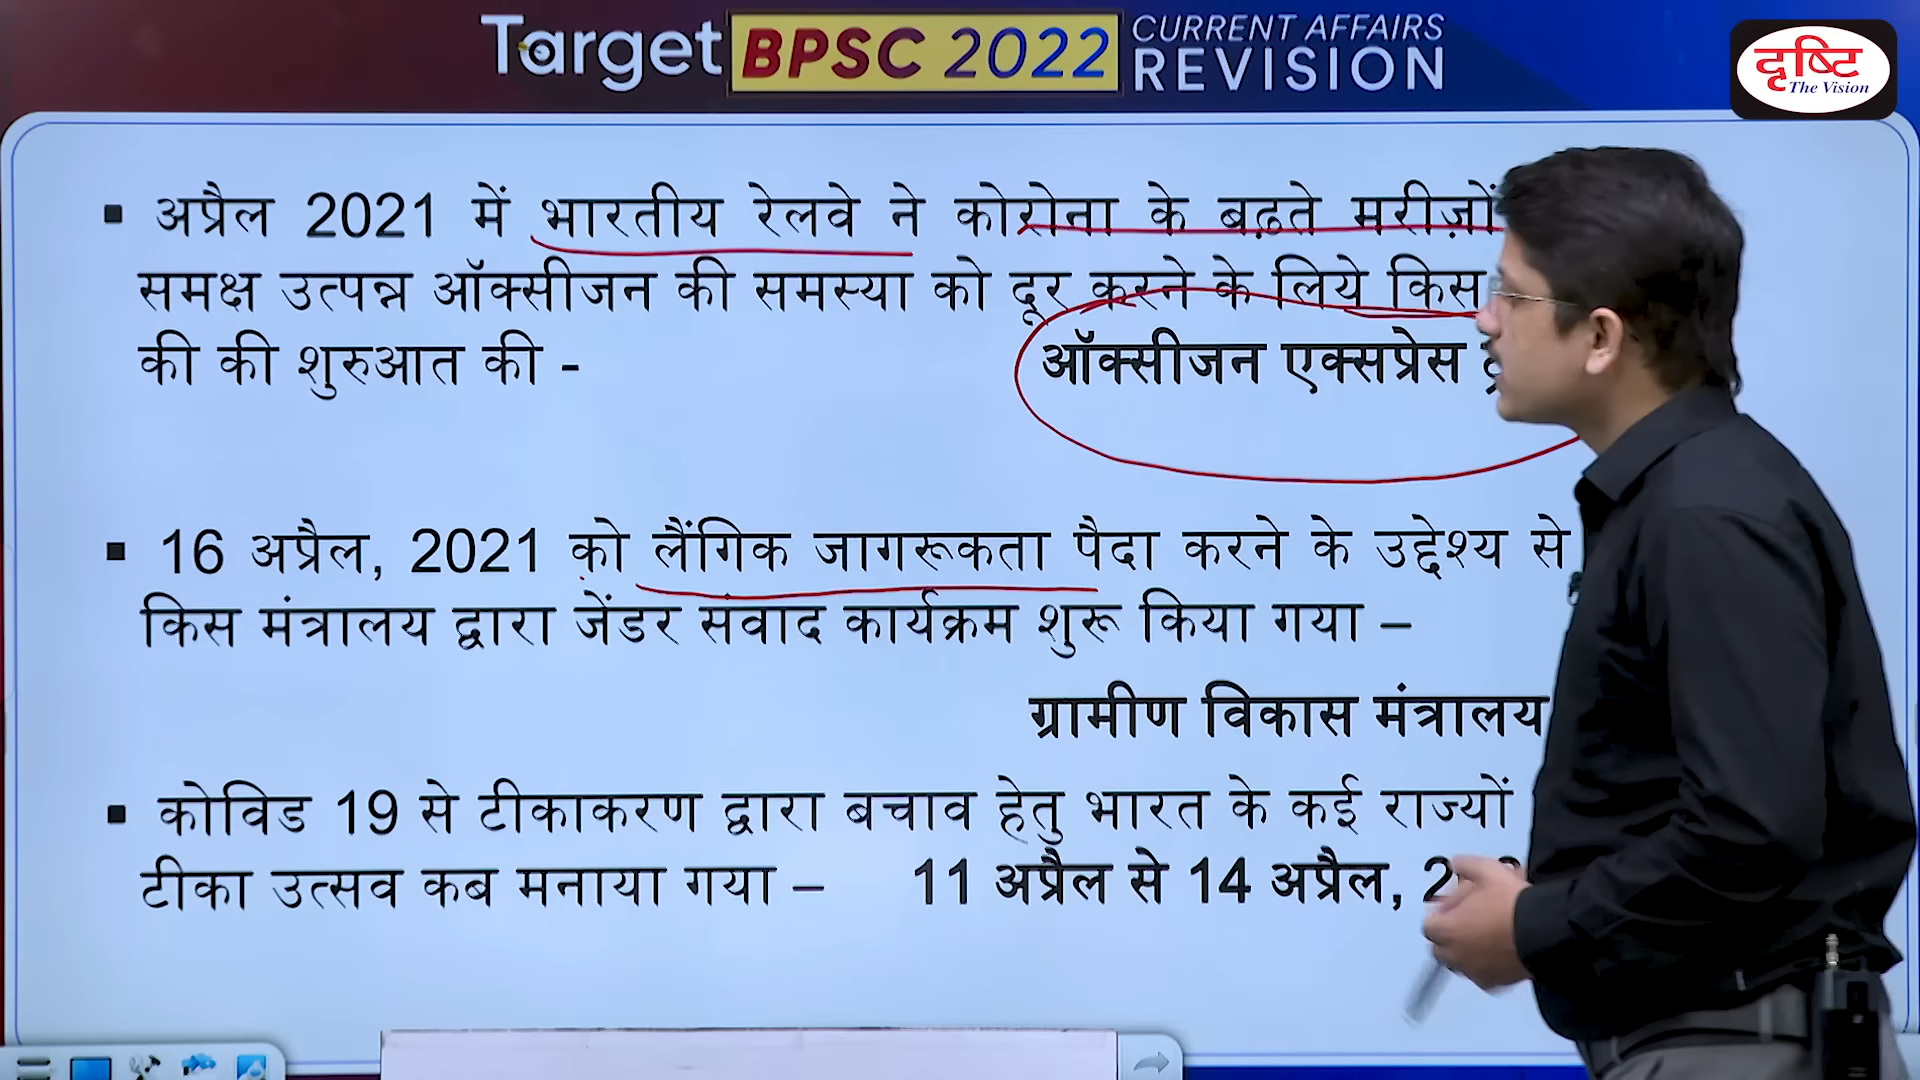 Target BPSC 2022 CURRENT AFFAIRS
REVISION
दृष्टि
The Vision
▪ अप्रैल 2021 में भारतीय रेलवे ने कोरोना के बढ़ते मरीज़ों
समक्ष उत्पन्न ऑक्सीजन की समस्या को दूर करने के लिये किस
की की शुरुआत की -
ऑक्सीजन एक्सप्रेस
▪ 16 अप्रैल, 2021 को लैंगिक जागरूकता पैदा करने के उद्देश्य से
किस मंत्रालय द्वारा जेंडर संवाद कार्यक्रम शुरू किया गया –
ग्रामीण विकास मंत्रालय
▪ कोविड 19 से टीकाकरण द्वारा बचाव हेतु भारत के कई राज्यों
टीका उत्सव कब मनाया गया – 11 अप्रैल से 14 अप्रैल,